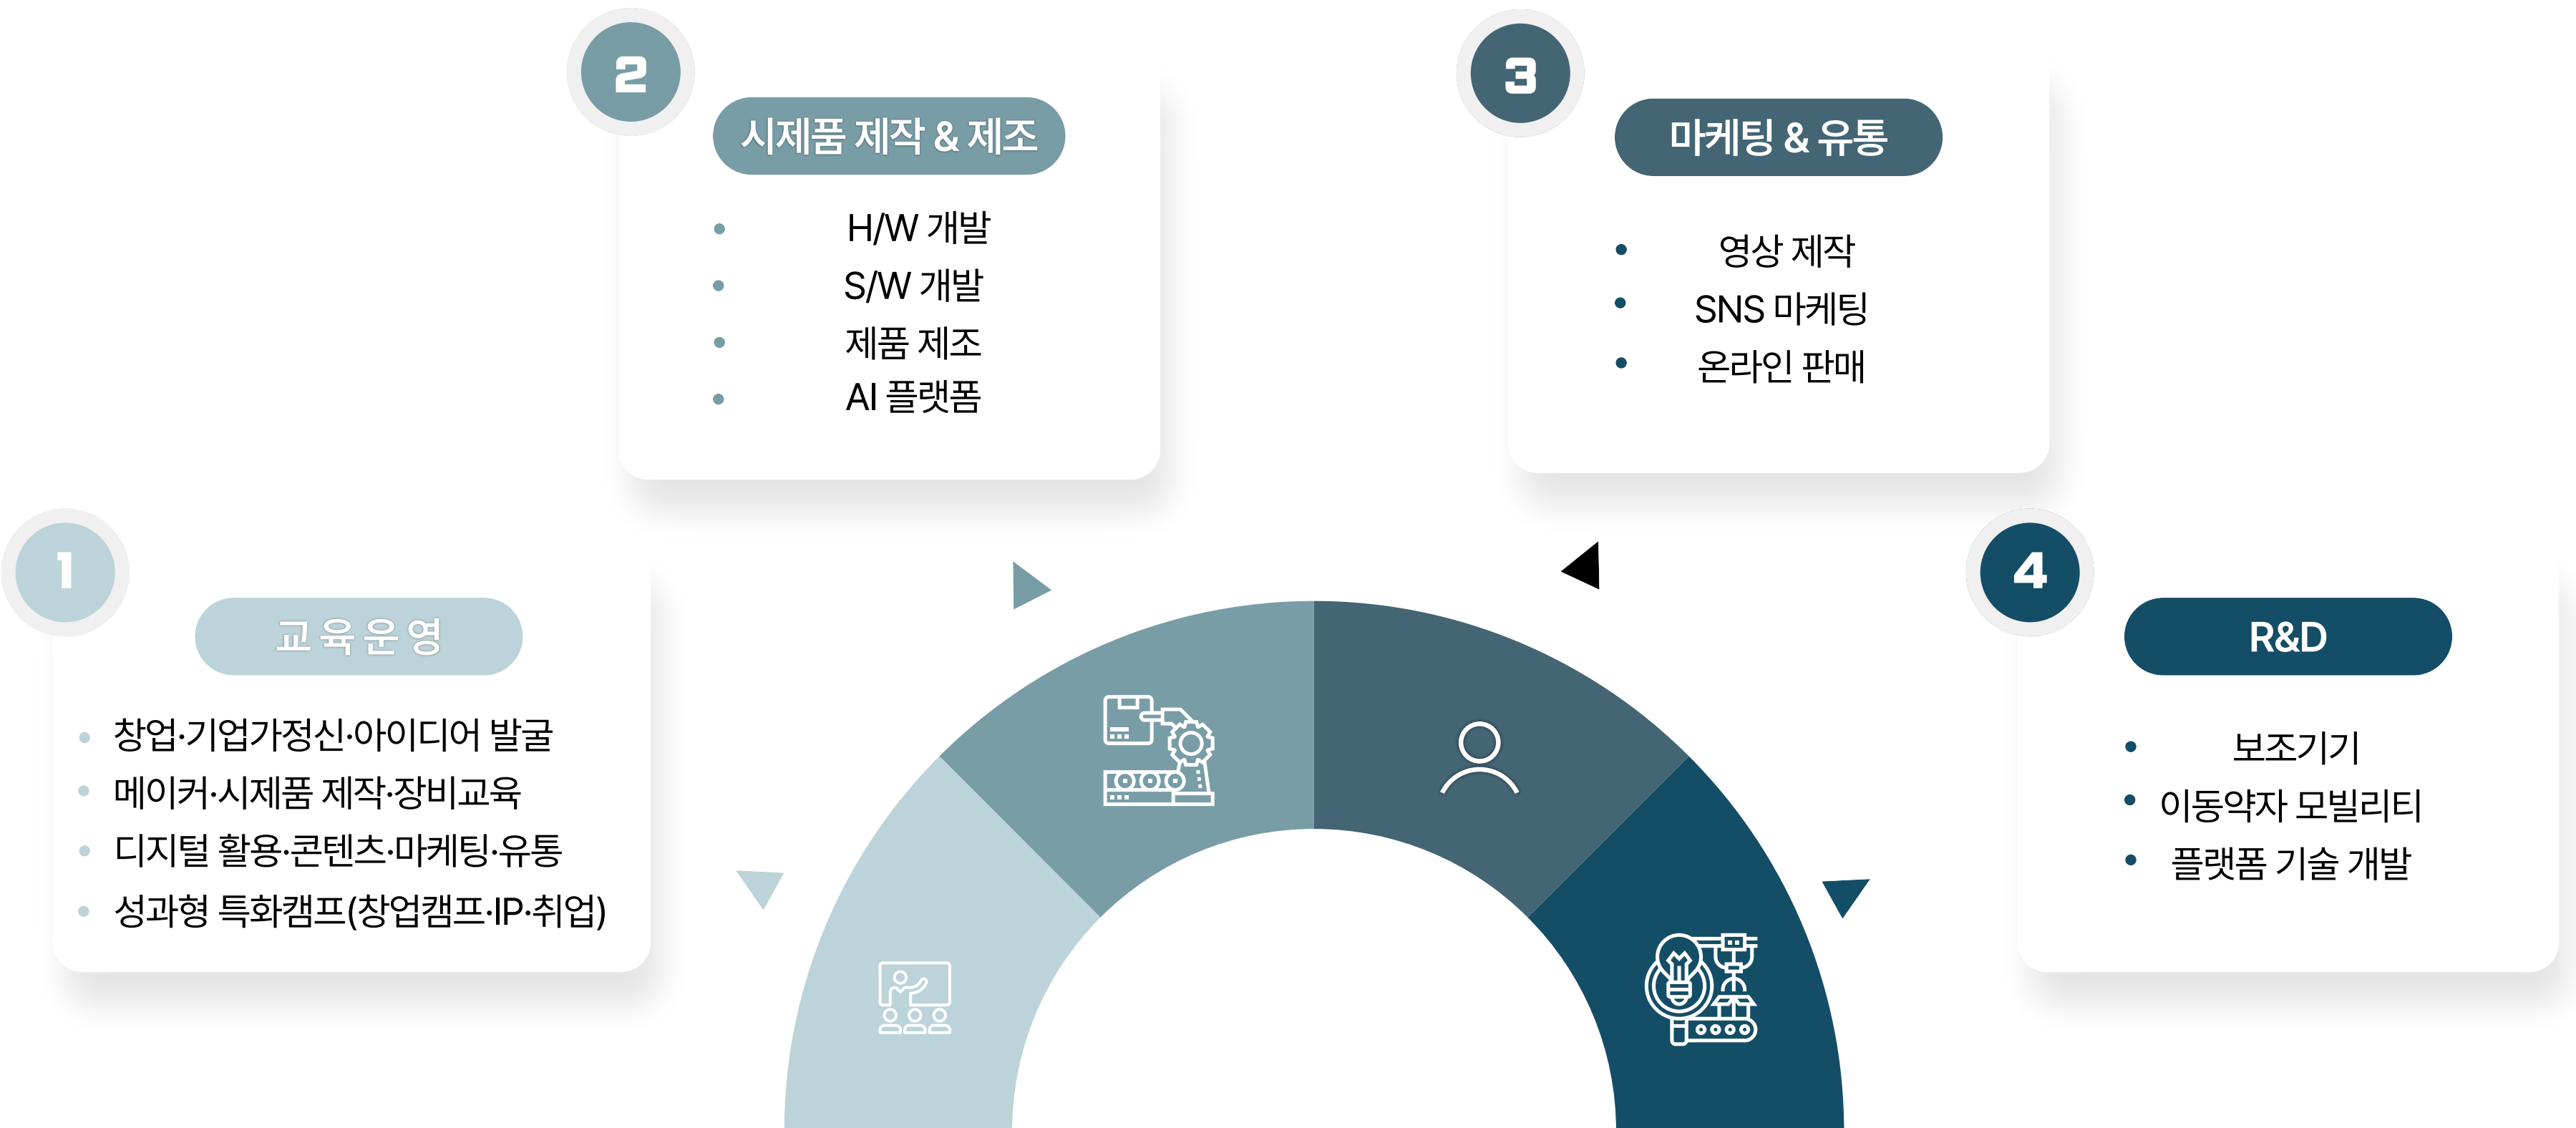 1
교육운영
창업·기업가정신·아이디어 발굴
메이커·시제품 제작·장비교육
디지털 활용·콘텐츠·마케팅·유통
성과형 특화캠프(창업캠프·IP·취업)
2
시제품 제작 & 제조
H/W 개발
S/W 개발
제품 제조
AI 플랫폼
3
마케팅 & 유통
영상 제작
SNS 마케팅
온라인 판매
4
R&D
보조기기
이동약자 모빌리티
플랫폼 기술 개발